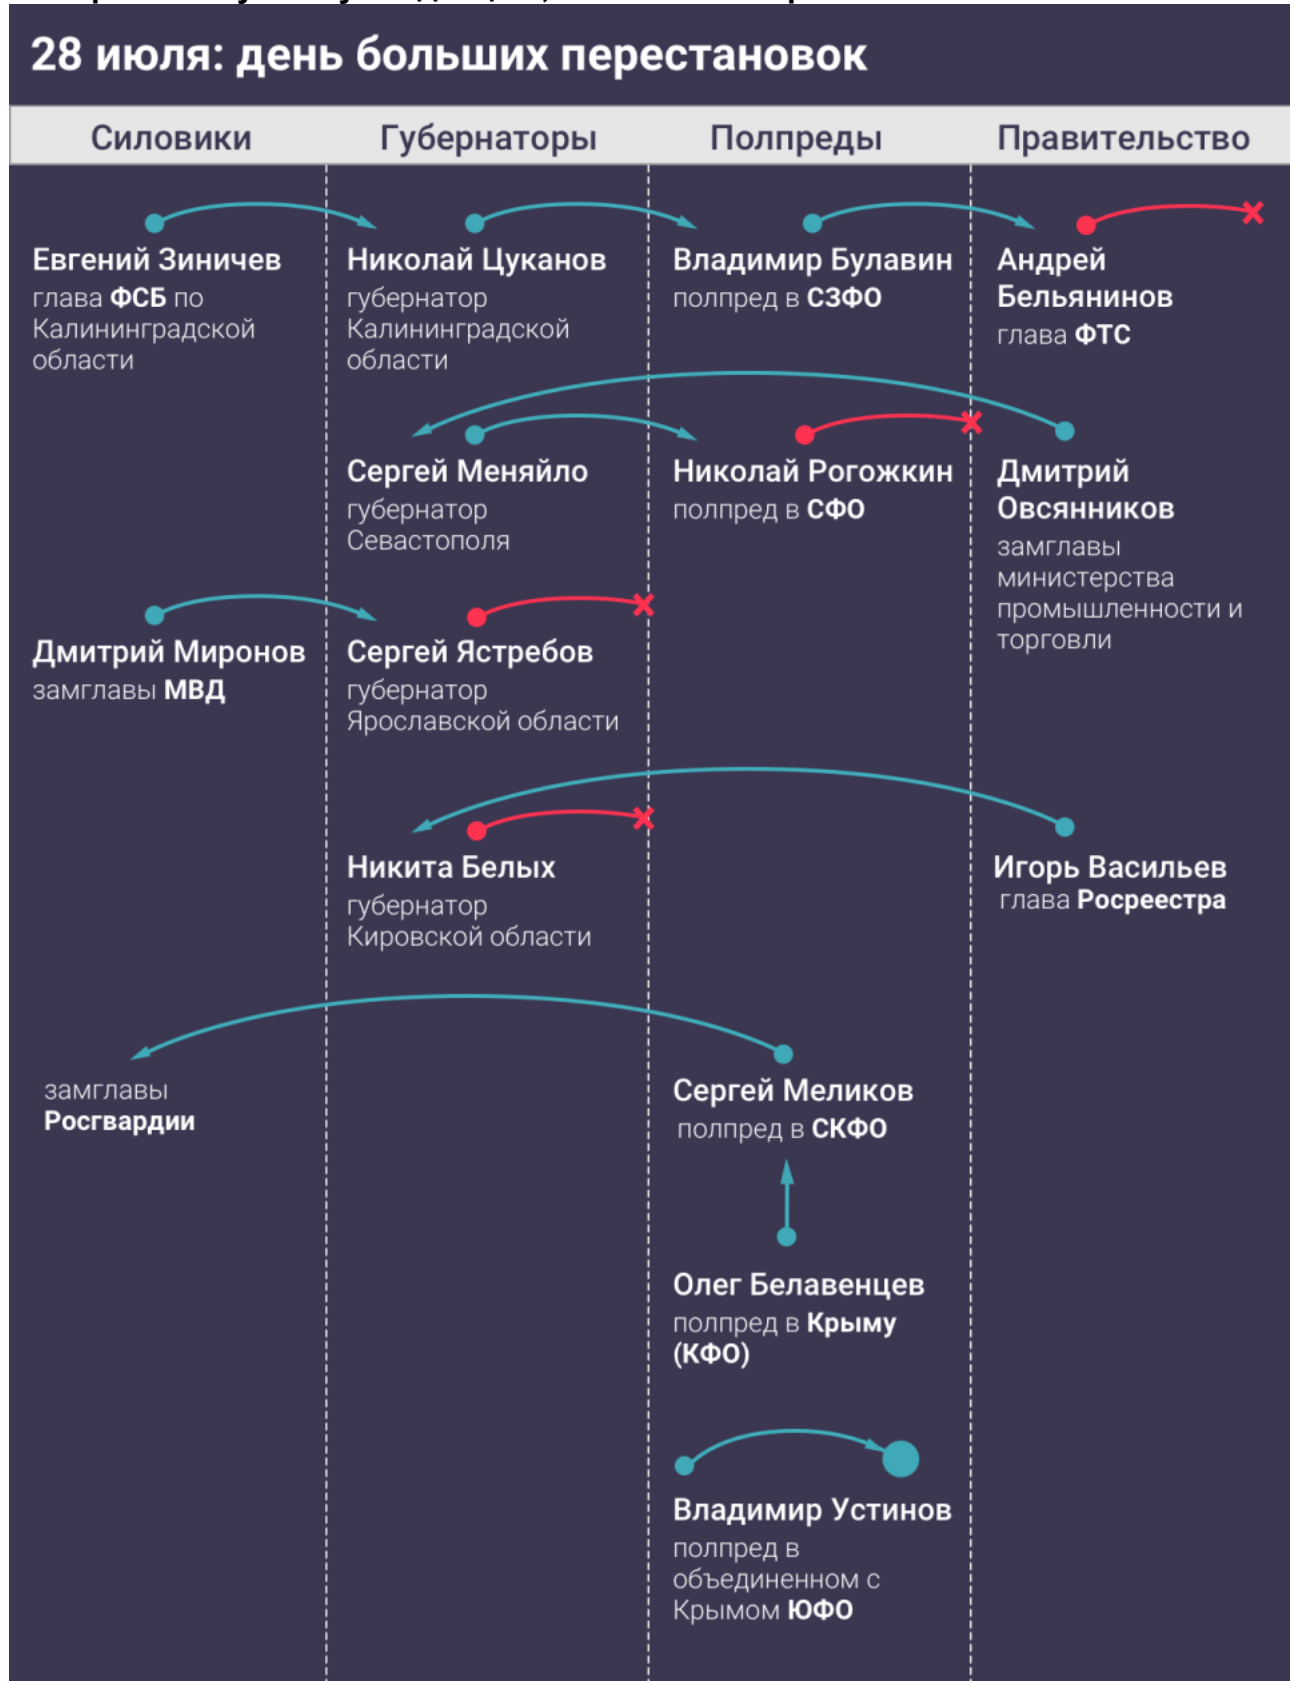 28 июля: день больших перестановок
Силовики
Губернаторы
Полпреды
Правительство
Евгений Зиничев
глава ФСБ по
Калининградской
области
Николай Цуканов
губернатор
Калининградской
области
Владимир Булавин
полпред в СЗФО
Андрей
Бельянинов
глава ФТС
Сергей Меняйло
губернатор
Севастополя
Николай Рогожкин
полпред в СФО
Дмитрий
Овсянников
замглавы
министерства
промышленности и
торговли
Дмитрий Миронов
замглавы МВД
Сергей Ястребов
губернатор
Ярославской области
Никита Белых
губернатор
Кировской области
Игорь Васильев
глава Росреестра
замглавы
Росгвардии
Сергей Меликов
полпред в СКФО
Олег Белавенцев
полпред в Крыму
(КФО)
Владимир Устинов
полпред в
объединенном с
Крымом ЮФО